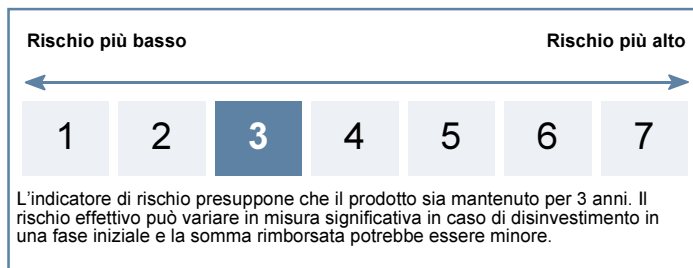 Rischio più basso Rischio più alto
1 2 3 4 5 6 7
L'indicatore di rischio presuppone che il prodotto sia mantenuto per 3 anni. Il
rischio effettivo può variare in misura significativa in caso di disinvestimento in
una fase iniziale e la somma rimborsata potrebbe essere minore.